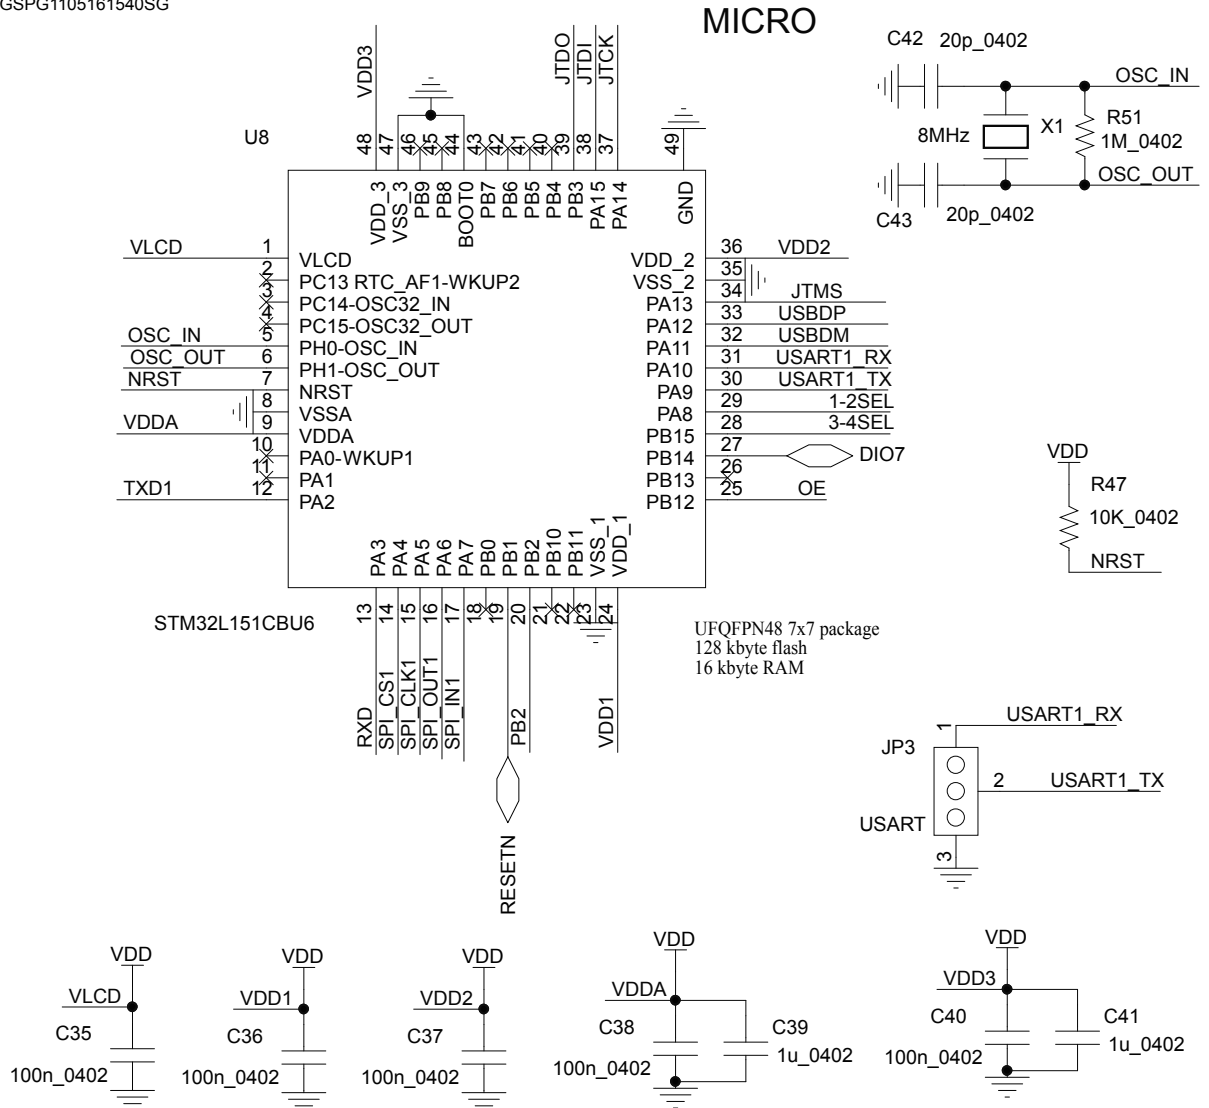 GSPG1105161540SG
MICRO
C42 20p_0402
OSC_IN
8MHz X1 R51
1M_0402
OSC_OUT
C43 20p_0402
VDD3
JTDO
JTDI
JTCK
U8
48 47 46 45 44 43 42 41 40 39 38 37 49
VDD_3 VSS_3 PB9 PB8 BOOT0 PB7 PB6 PB5 PB4 PB3 PA15 PA14 GND
VLCD 1 VLCD
2 PC13 RTC_AF1-WKUP2
3 PC14-OSC32_IN
4 PC15-OSC32_OUT
OSC_IN 5 PH0-OSC_IN
OSC_OUT 6 PH1-OSC_OUT
NRST 7 NRST
8 VSSA
VDDA 9 VDDA
10 PA0-WKUP1
11 PA1
TXD1 12 PA2
VDD_2 36 VDD2
VSS_2 35
PA13 34 JTMS
PA12 33 USBDP
PA11 32 USBDM
PA10 31 USART1_RX
PA9 30 USART1_TX
PA8 29 1-2SEL
PB15 28 3-4SEL
PB14 27 DIO7
PB13 26
PB12 25 OE
PA3 PA4 PA5 PA6 PA7 PB0 PB1 PB2 PB10 PB11 VSS_1 VDD_1
13 14 15 16 17 18 19 20 21 22 23 24
RXD SPI_CS1 SPI_CLK1 SPI_OUT1 SPI_IN1 PB2 VDD1
RESETN
STM32L151CBU6
UFQFPN48 7x7 package
128 kbyte flash
16 kbyte RAM
VDD
R47
10K_0402
NRST
1 USART1_RX
JP3
2 USART1_TX
USART
3
VDD
VLCD
C35
100n_0402
VDD
VDD1
C36
100n_0402
VDD
VDD2
C37
100n_0402
VDD
VDDA
C38 C39
100n_0402 1u_0402
VDD
VDD3
C40 C41
100n_0402 1u_0402